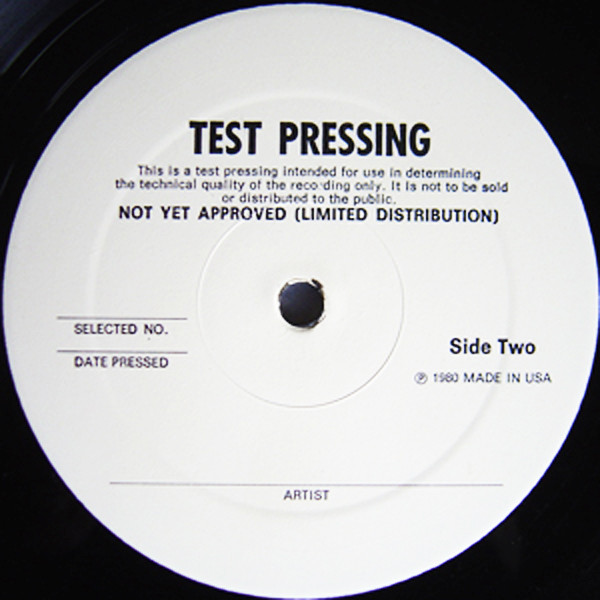 TEST PRESSING
This is a test pressing intended for use in determining
the technical quality of the recording only. It is not to be sold
or distributed to the public.
NOT YET APPROVED (LIMITED DISTRIBUTION)
SELECTED NO.
DATE PRESSED
Side Two
℗ 1980 MADE IN USA
ARTIST